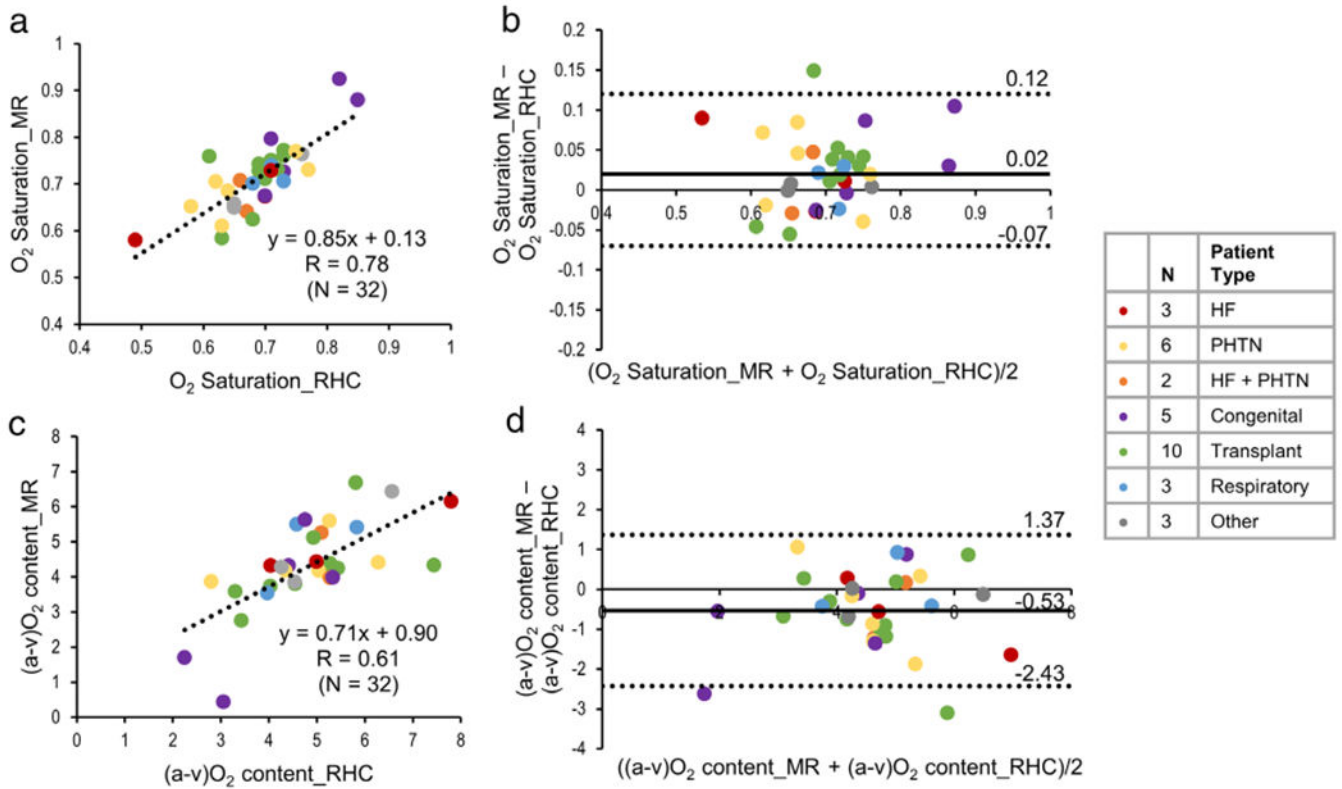 a
O₂ Saturation_MR
1
0.9
0.8
0.7
0.6
0.5
0.4
0.4 0.5 0.6 0.7 0.8 0.9 1
y = 0.85x + 0.13
R = 0.78
(N = 32)
O₂ Saturation_RHC
b
O₂ Saturaiton_MR –
O₂ Saturation_RHC
0.2
0.15
0.1
0.05
0
-0.05
-0.1
-0.15
-0.2
0.4 0.5 0.6 0.7 0.8 0.9 1
0.12
0.02
-0.07
(O₂ Saturation_MR + O₂ Saturation_RHC)/2
c
(a-v)O₂ content_MR
8
7
6
5
4
3
2
1
0
0 1 2 3 4 5 6 7 8
y = 0.71x + 0.90
R = 0.61
(N = 32)
(a-v)O₂ content_RHC
d
(a-v)O₂ content_MR –
(a-v)O₂ content_RHC
4
3
2
1
0
-1
-2
-3
-4
0 2 4 6 8
1.37
-0.53
-2.43
((a-v)O₂ content_MR + (a-v)O₂ content_RHC)/2
N Patient
Type
3 HF
6 PHTN
2 HF + PHTN
5 Congenital
10 Transplant
3 Respiratory
3 Other